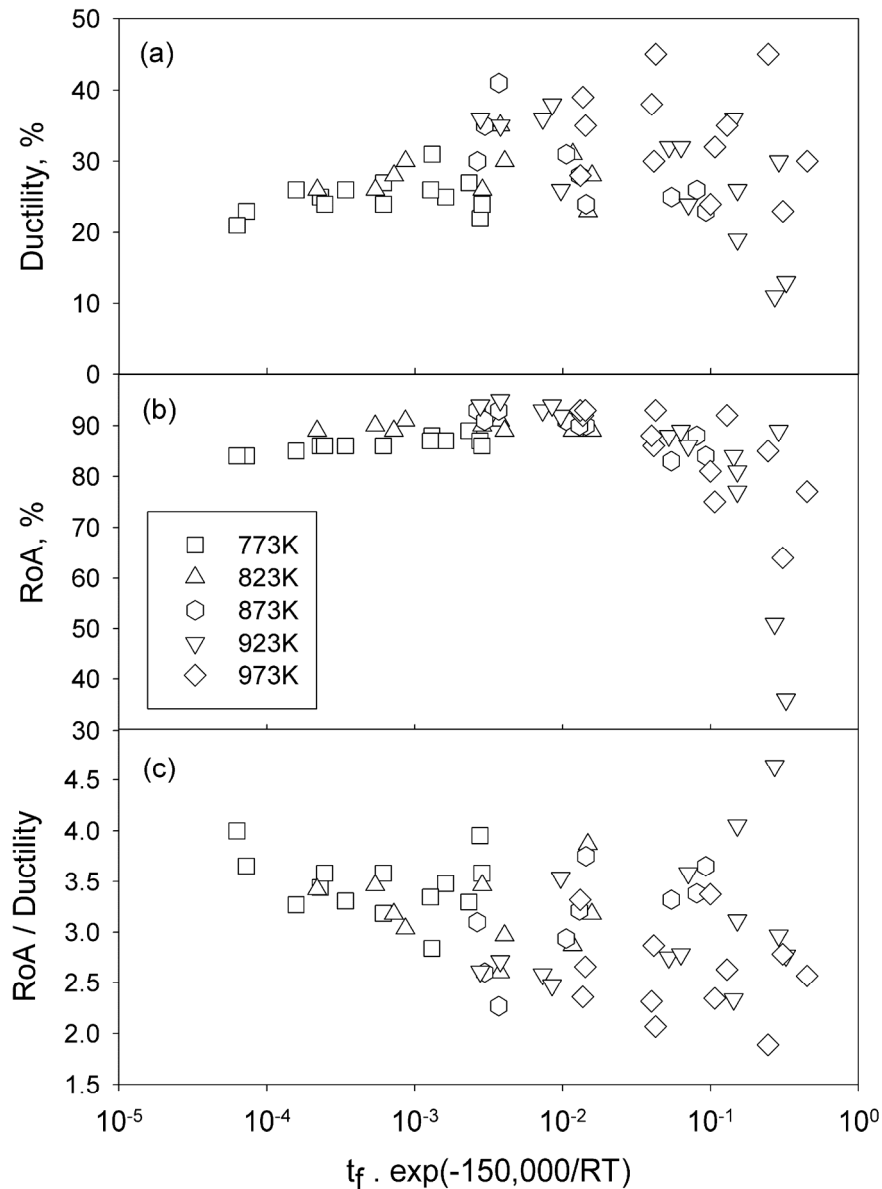 50
(a)
40
Ductility, %
30
20
10
0
(b)
90
80
RoA, %
70
60
50
40
30
773K
823K
873K
923K
973K
(c)
4.5
4.0
RoA / Ductility
3.5
3.0
2.5
2.0
1.5
10⁻⁵ 10⁻⁴ 10⁻³ 10⁻² 10⁻¹ 10⁰
t_f . exp(-150,000/RT)